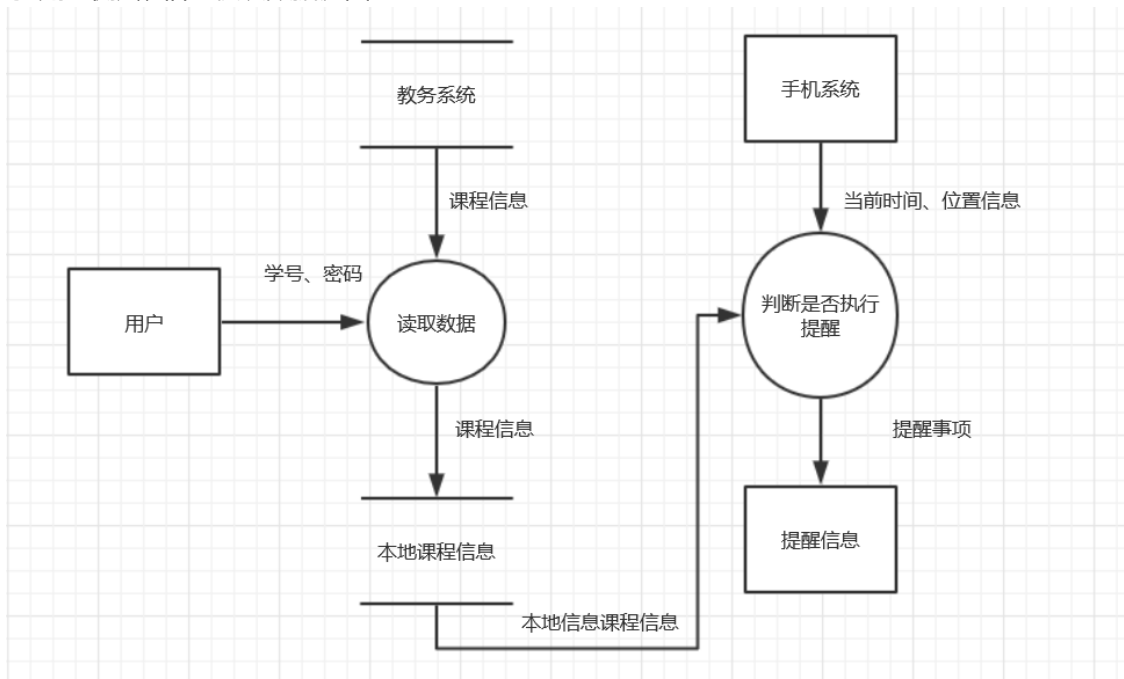 教务系统
手机系统
课程信息
当前时间、位置信息
学号、密码
用户
读取数据
判断是否执行
提醒
课程信息
提醒事项
本地课程信息
提醒信息
本地信息课程信息